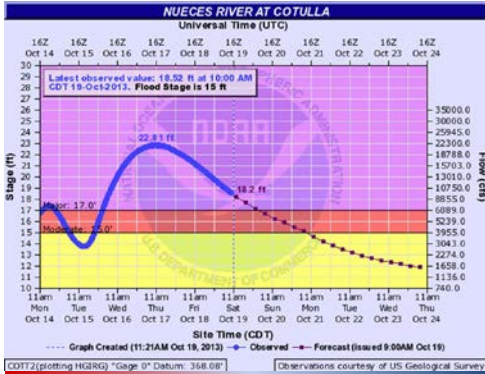 NUECES RIVER AT COTULLA
Universal Time (UTC)
16Z 16Z 16Z 16Z 16Z 16Z 16Z 16Z 16Z 16Z 16Z
Oct 14 Oct 15 Oct 16 Oct 17 Oct 18 Oct 19 Oct 20 Oct 21 Oct 22 Oct 23 Oct 24
Latest observed value: 18.52 ft at 10:00 AM
CDT 19-Oct-2013. Flood Stage is 15 ft
22.81 ft
18.2 ft
Major: 17.0'
Moderate: 15.0'
NOAA
U.S. DEPARTMENT OF COMMERCE
Stage (ft)
30
29
28
27
26
25
24
23
22
21
20
19
18
17
16
15
14
13
12
11
10
Flow (cfs)
35000.0
30000.0
25945.0
22300.0
18788.0
15703.0
13010.0
10750.0
8855.0
6089.0
5239.0
3955.0
3043.0
2274.0
1658.0
1136.0
740.0
11am 11am 11am 11am 11am 11am 11am 11am 11am 11am 11am
Mon Tue Wed Thu Fri Sat Sun Mon Tue Wed Thu
Oct 14 Oct 15 Oct 16 Oct 17 Oct 18 Oct 19 Oct 20 Oct 21 Oct 22 Oct 23 Oct 24
Site Time (CDT)
Graph Created (11:21AM Oct 19, 2013) Observed Forecast (issued 9:00AM Oct 19)
COTT2(plotting HGIRG) "Gage 0" Datum: 368.08'
Observations courtesy of US Geological Survey